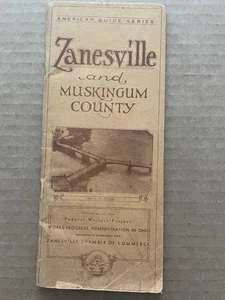 AMERICAN GUIDE SERIES
Zanesville
and
MUSKINGUM
COUNTY
Federal Writers' Project
WORKS PROGRESS ADMINISTRATION IN OHIO
ZANESVILLE CHAMBER OF COMMERCE